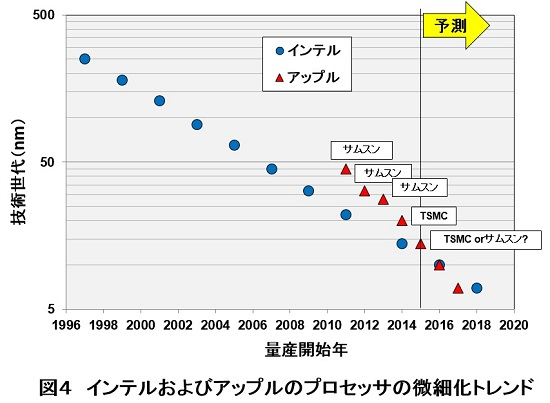 500
予測
インテル
アップル
サムスン
50
サムスン
サムスン
TSMC
TSMC orサムスン?
技術世代(nm)
5
1996 1998 2000 2002 2004 2006 2008 2010 2012 2014 2016 2018 2020
量産開始年
図4 インテルおよびアップルのプロセッサの微細化トレンド